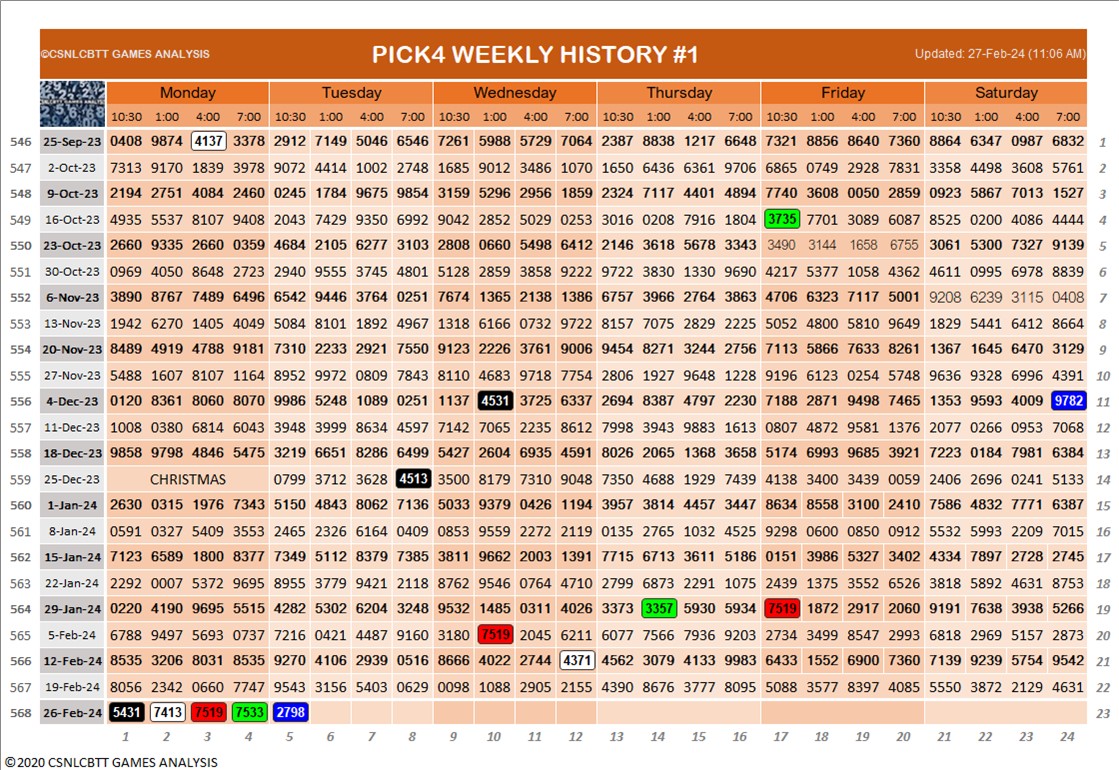 ©CSNLCBTT GAMES ANALYSIS PICK4 WEEKLY HISTORY #1 Updated: 27-Feb-24 (11:06 AM)
Monday Tuesday Wednesday Thursday Friday Saturday
10:30 1:00 4:00 7:00 10:30 1:00 4:00 7:00 10:30 1:00 4:00 7:00 10:30 1:00 4:00 7:00 10:30 1:00 4:00 7:00 10:30 1:00 4:00 7:00
546 25-Sep-23 0408 9874 4137 3378 2912 7149 5046 6546 7261 5988 5729 7064 2387 8838 1217 6648 7321 8856 8640 7360 8864 6347 0987 6832 1
547 2-Oct-23 7313 9170 1839 3978 9072 4414 1002 2748 1685 9012 3489 1070 1650 6436 6361 9706 6865 0749 2928 7831 3358 4498 3608 5761 2
548 9-Oct-23 2194 2751 4084 2460 0245 1784 9675 9854 3159 5296 2956 1859 2324 7117 4401 4894 7740 3608 0050 2859 0923 5867 7013 1527 3
549 16-Oct-23 4935 5537 8107 9408 2043 7429 9350 6992 9042 2852 5029 0253 3016 0208 7916 1804 3735 7701 3089 6087 8525 0200 4086 4444 4
550 23-Oct-23 2660 9335 2660 0359 4684 2105 6277 3103 2808 0660 5498 6412 2146 3618 5678 3343 3490 3144 1658 6755 3061 5300 7327 9139 5
551 30-Oct-23 0969 4050 8648 2723 2940 9555 3745 4801 5128 2859 3858 9222 9722 3830 1330 9690 4217 5377 1058 4362 4611 0995 6978 8839 6
552 6-Nov-23 3890 8767 7489 6496 6542 9446 3764 0251 7674 1365 2138 1386 6757 3966 2764 3863 4706 6323 7117 5001 9208 6239 3115 0408 7
553 13-Nov-23 1942 6270 1405 4049 5084 8101 1892 4967 1318 6166 0732 9722 8157 7075 2829 2225 5052 4800 5810 9649 1829 5441 6412 8664 8
554 20-Nov-23 8489 4919 4788 9181 7310 2233 2921 7550 9123 2226 3761 9006 9454 8271 3244 2756 7113 5866 7633 8261 1367 1645 6470 3129 9
555 27-Nov-23 5488 1607 8107 1164 8952 9972 0809 7843 8110 4683 9718 7754 2806 1927 9648 1228 9196 6123 0254 5748 9636 9328 6996 4391 10
556 4-Dec-23 0120 8361 8060 8070 9986 5248 1089 0251 1137 4531 3725 6337 2694 8387 4797 2230 7188 2871 9498 7465 1353 9593 4009 9782 11
557 11-Dec-23 1008 0380 6814 6043 3948 3999 8634 4597 7142 7065 2235 8612 7998 3943 9883 1613 0807 4872 9581 1376 2077 0266 0953 7068 12
558 18-Dec-23 9858 9798 4846 5475 3219 6651 8286 6499 5427 2604 6935 4591 8026 2065 1368 3658 5174 6993 9685 3921 7223 0184 7981 6384 13
559 25-Dec-23 CHRISTMAS 0799 3712 3628 4513 3500 8179 7310 9048 7350 4688 1929 7439 4138 3400 3439 0059 2406 2696 0241 5133 14
560 1-Jan-24 2630 0315 1976 7343 5150 4843 8062 7136 5033 9379 0426 1194 3957 3814 4457 3447 8634 8558 3100 2410 7586 4832 7771 6387 15
561 8-Jan-24 0591 0327 5409 3553 2465 2326 6164 0409 0853 9559 2272 2119 0135 2765 1032 4525 9298 0600 0850 0912 5532 5993 2209 7015 16
562 15-Jan-24 7123 6589 1800 8377 7349 5112 8379 7385 3811 9662 2003 1391 7715 6713 3611 5186 0151 3986 5327 3402 4334 7897 2728 2745 17
563 22-Jan-24 2292 0007 5372 9695 8955 3779 9421 2118 8762 9546 0764 4710 2799 6873 2291 1075 2439 1375 3552 6526 3818 5892 4631 8753 18
564 29-Jan-24 0220 4190 9695 5515 4282 5302 6204 3248 9532 1485 0311 4026 3373 3357 5930 5934 7519 1872 2917 2060 9191 7638 3938 5266 19
565 5-Feb-24 6788 9497 5693 0737 7216 0421 4487 9160 3180 7519 2045 6211 6077 7566 7936 9203 2734 3499 8547 2993 6818 2969 5157 2873 20
566 12-Feb-24 8535 3206 8031 8535 9270 4106 2939 0516 8666 4022 2744 4371 4562 3079 4133 9983 6433 1552 6900 7360 7139 9239 5754 9542 21
567 19-Feb-24 8056 2342 0660 7747 9543 3156 5403 0629 0098 1088 2905 2155 4390 8676 3777 8095 5088 3577 8397 4085 5550 3872 2129 4631 22
568 26-Feb-24 5431 7413 7519 7533 2798 23
1 2 3 4 5 6 7 8 9 10 11 12 13 14 15 16 17 18 19 20 21 22 23 24
©2020 CSNLCBTT GAMES ANALYSIS